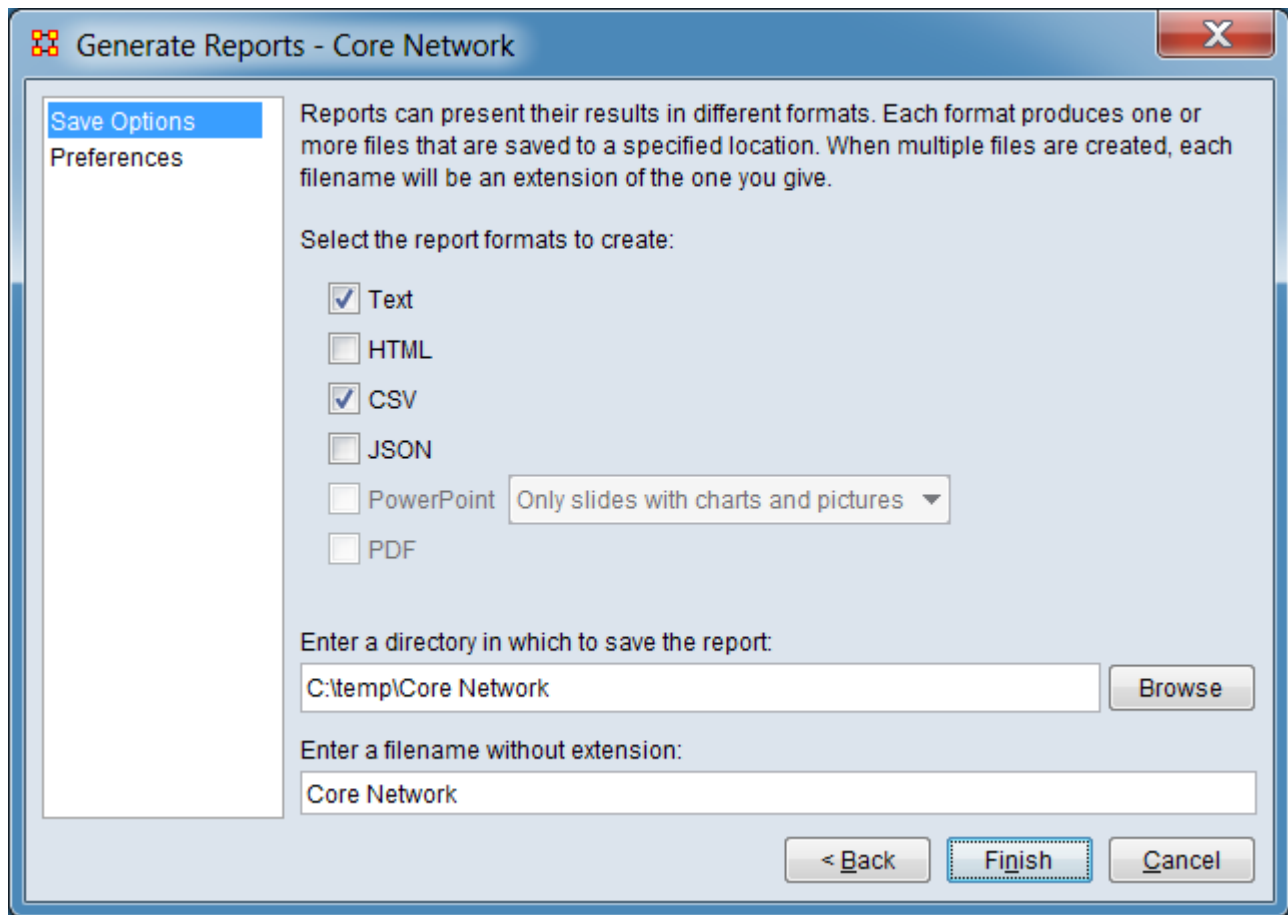 Generate Reports - Core Network
X
Save Options
Preferences
Reports can present their results in different formats. Each format produces one or
more files that are saved to a specified location. When multiple files are created, each
filename will be an extension of the one you give.
Select the report formats to create:
Text
HTML
CSV
JSON
PowerPoint Only slides with charts and pictures
PDF
Enter a directory in which to save the report:
C:\temp\Core Network Browse
Enter a filename without extension:
Core Network
< Back Finish Cancel